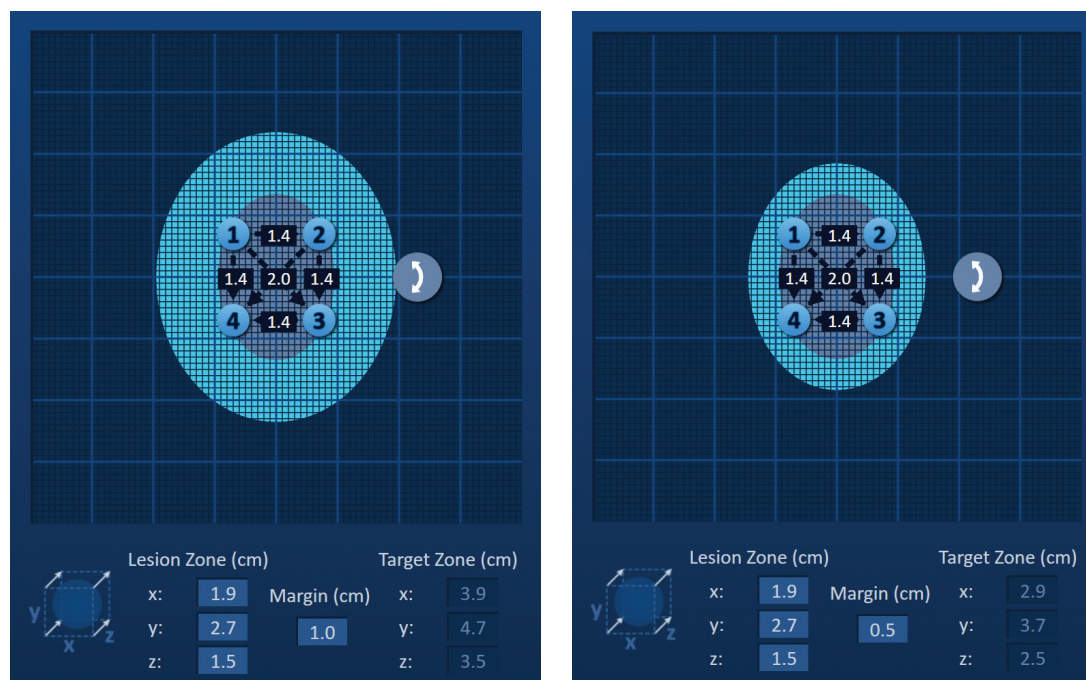 1 1.4 2
1.4 2.0 1.4
4 1.4 3
Lesion Zone (cm) Target Zone (cm)
x: 1.9 Margin (cm) x: 3.9
y: 2.7 1.0 y: 4.7
z: 1.5 z: 3.5
y x z
1 1.4 2
1.4 2.0 1.4
4 1.4 3
Lesion Zone (cm) Target Zone (cm)
x: 1.9 Margin (cm) x: 2.9
y: 2.7 0.5 y: 3.7
z: 1.5 z: 2.5
y x z